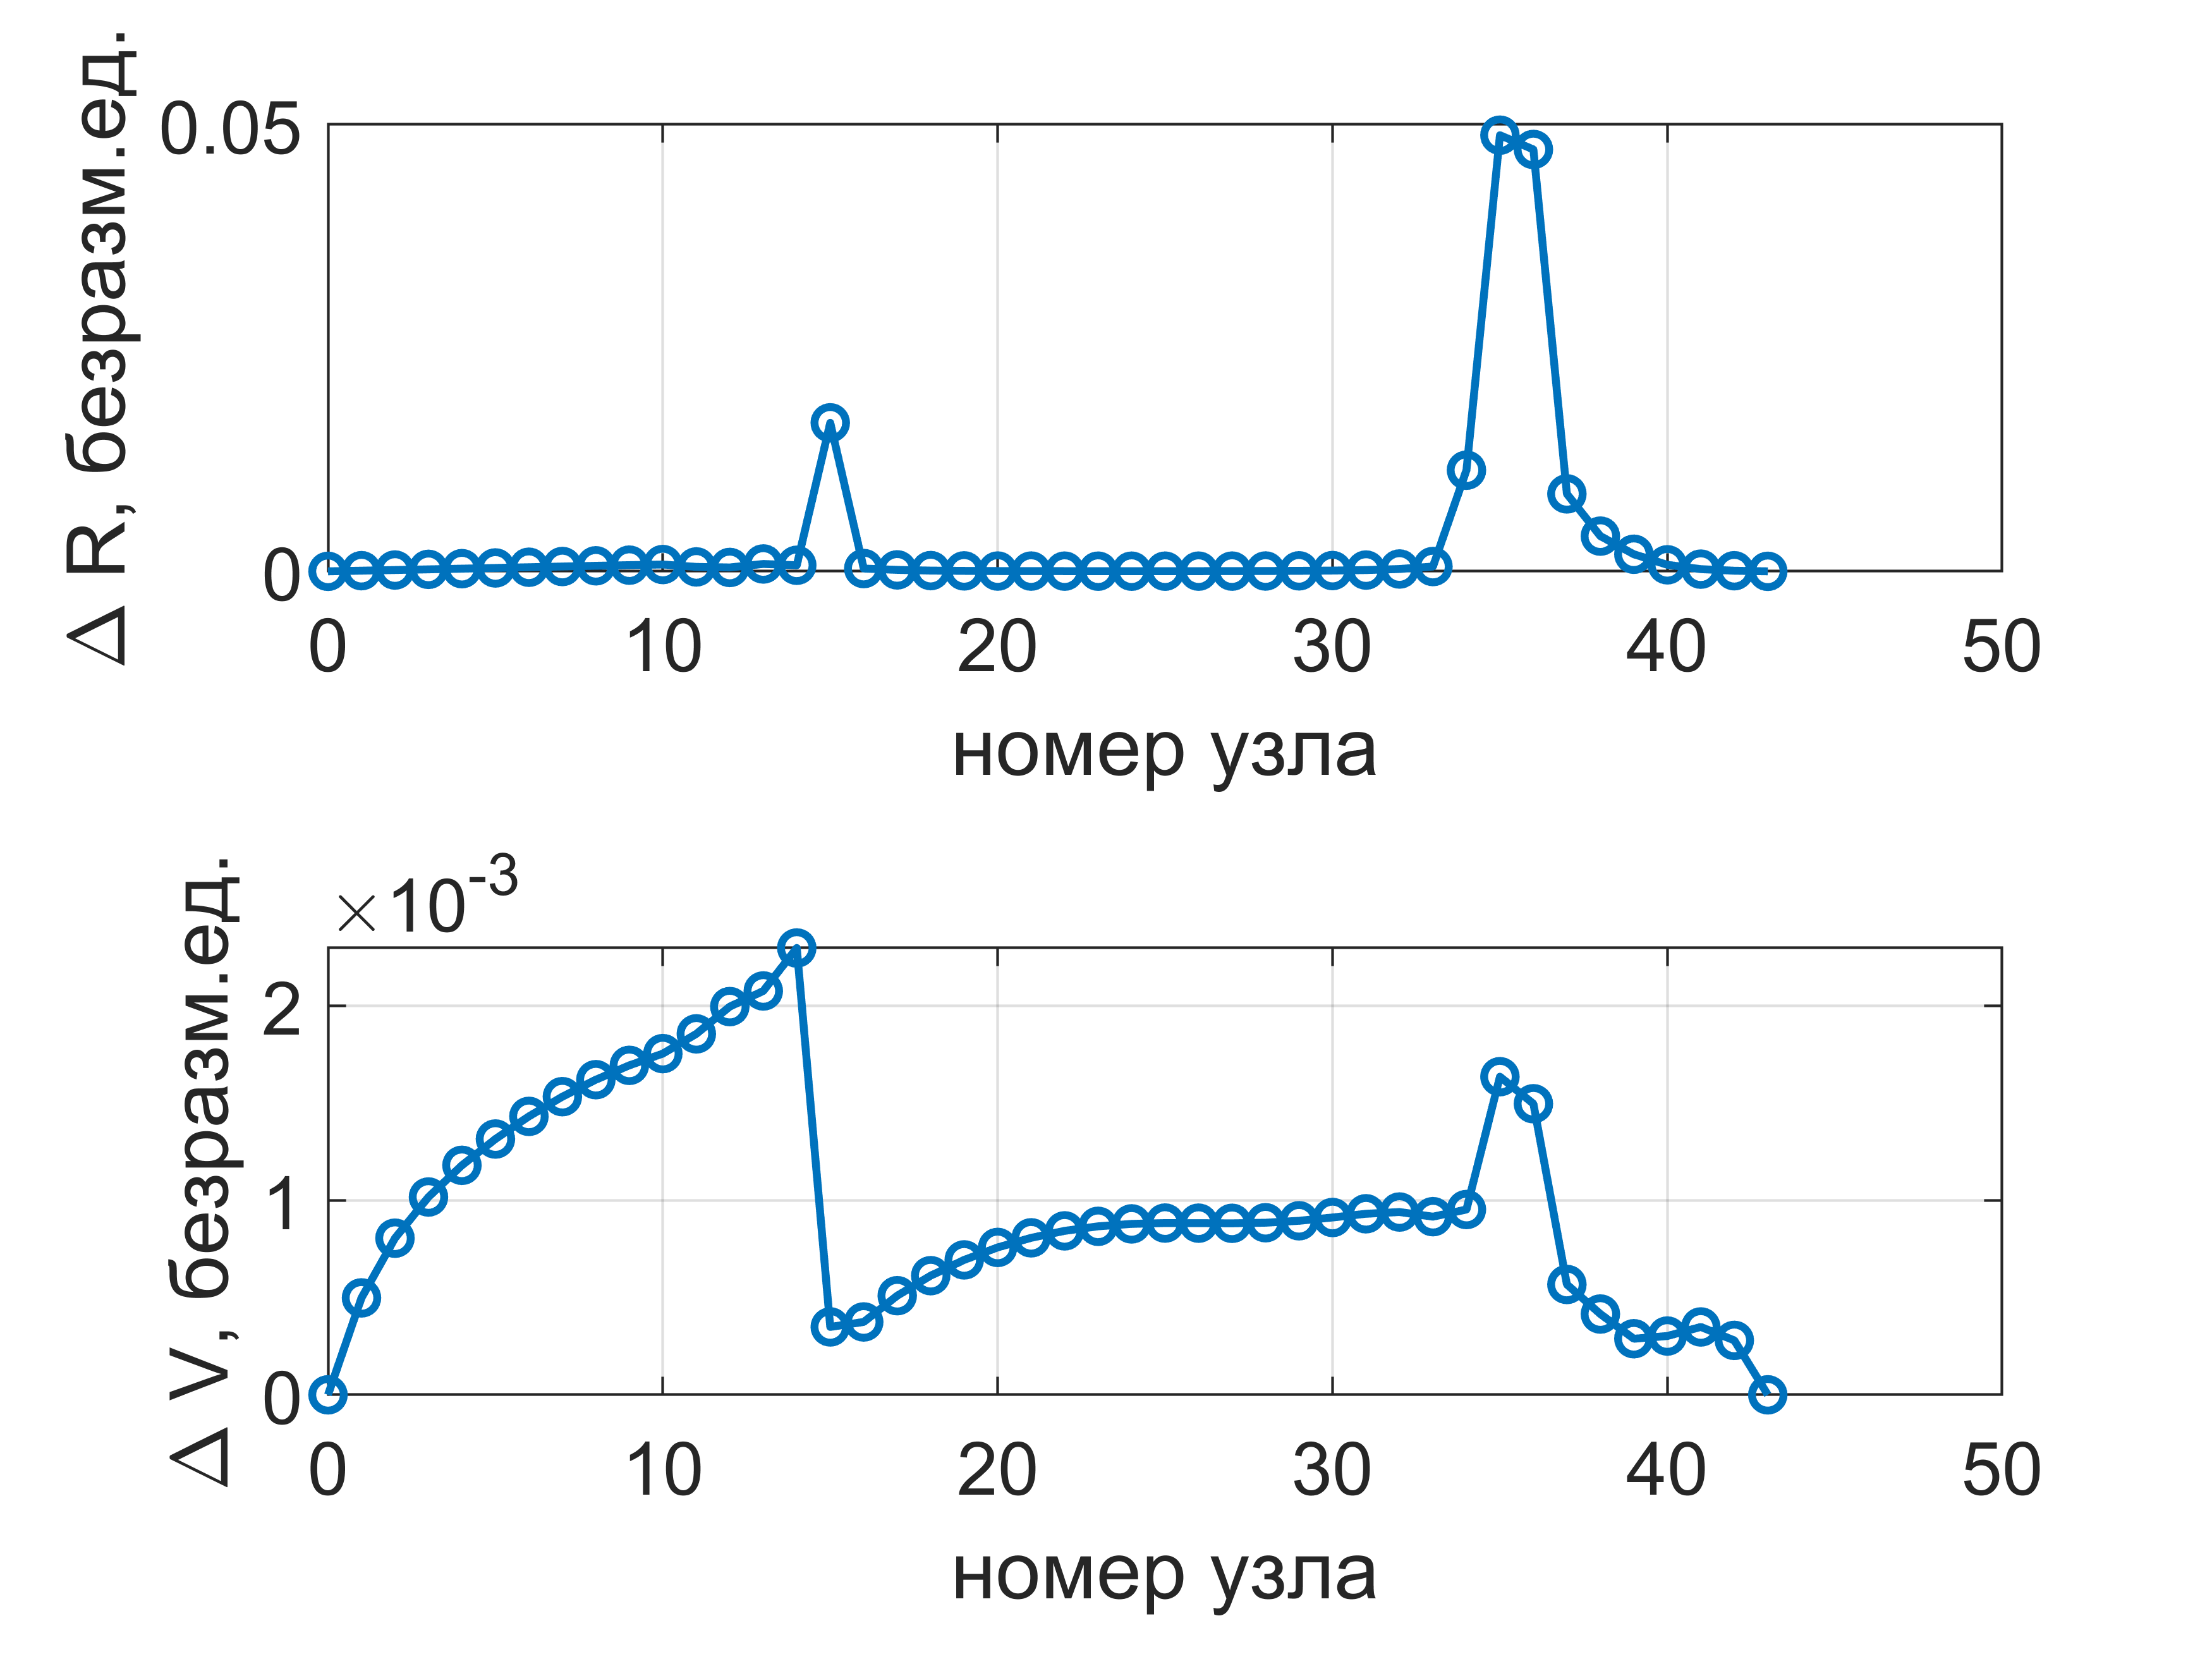 Δ R, безразм.ед.
0.05
0
0 10 20 30 40 50
номер узла
Δ V, безразм.ед.
×10-3
2
1
0
0 10 20 30 40 50
номер узла